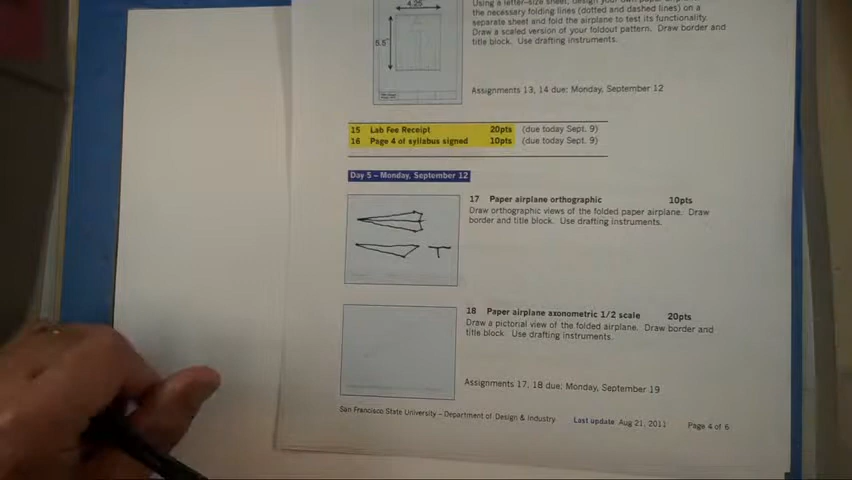 4.25"
5.5"
the necessary folding lines (dotted and dashed lines) on a
separate sheet and fold the airplane to test its functionality.
Draw a scaled version of your foldout pattern. Draw border and
title block. Use drafting instruments.
Assignments 13, 14 due: Monday, September 12
15 Lab Fee Receipt 20pts (due today Sept. 9)
16 Page 4 of syllabus signed 10pts (due today Sept. 9)
Day 5 – Monday, September 12
17 Paper airplane orthographic 10pts
Draw orthographic views of the folded paper airplane. Draw
border and title block. Use drafting instruments.
18 Paper airplane axonometric 1/2 scale 20pts
Draw a pictorial view of the folded airplane. Draw border and
title block. Use drafting instruments.
Assignments 17, 18 due: Monday, September 19
San Francisco State University – Department of Design & Industry Last update Aug 21, 2011 Page 4 of 6